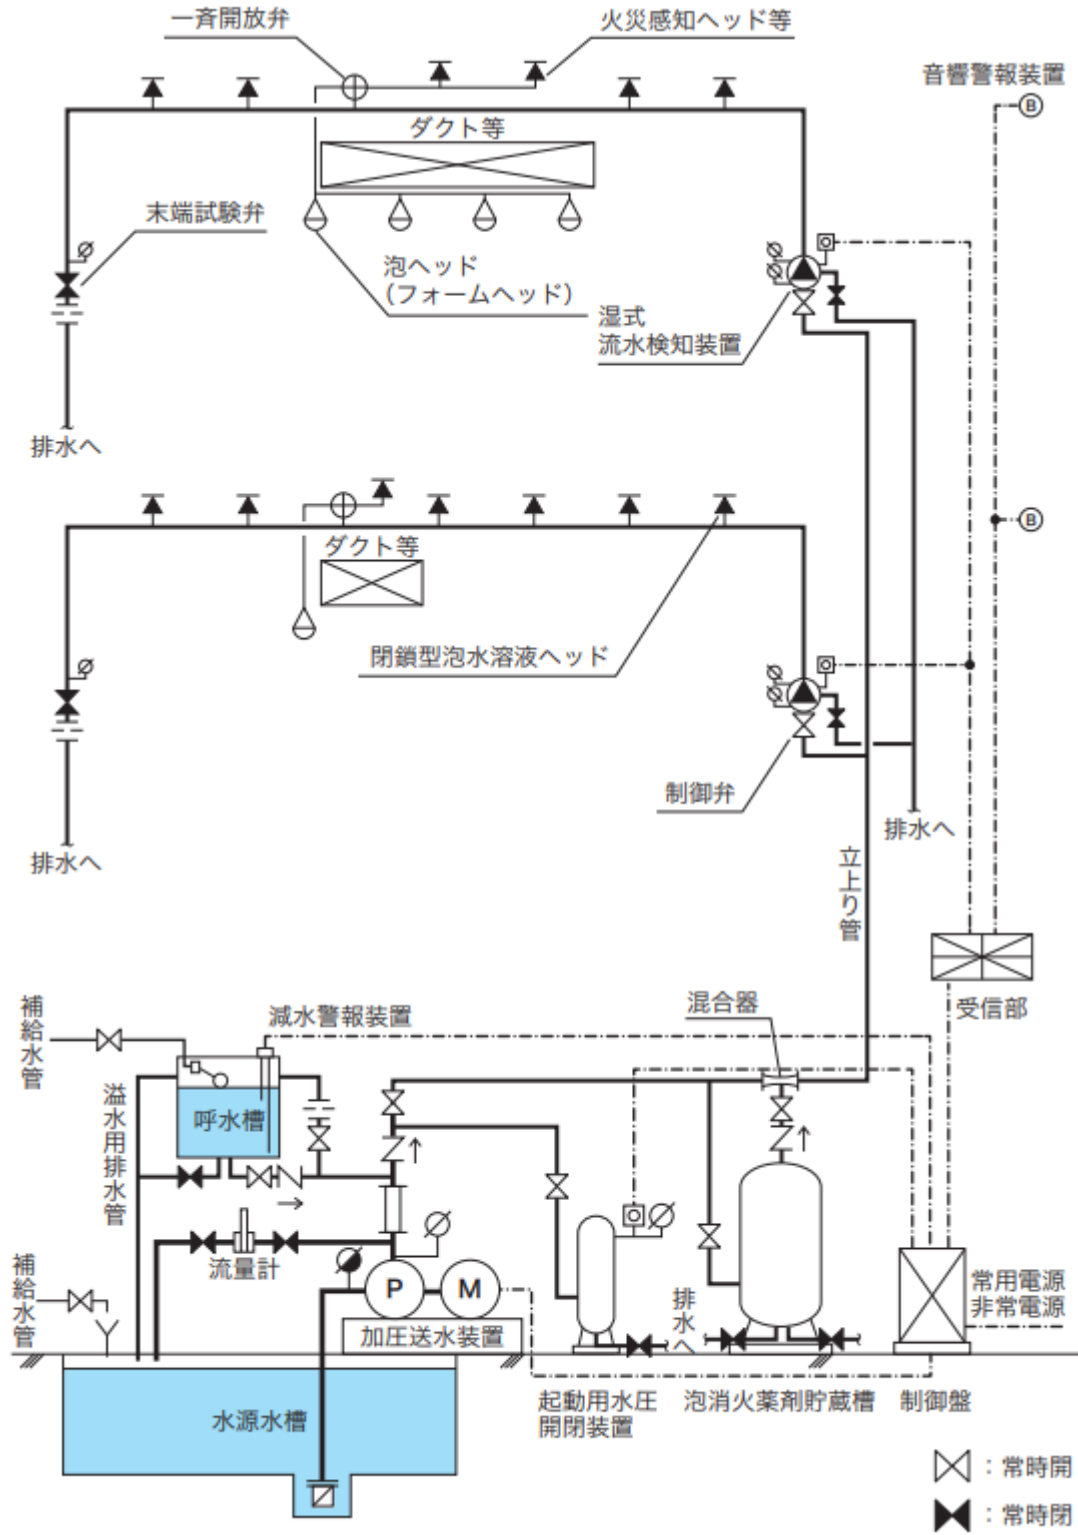 一斉開放弁
火災感知ヘッド等
音響警報装置
B
ダクト等
末端試験弁
泡ヘッド
（フォームヘッド）
湿式
流水検知装置
排水へ
B
ダクト等
閉鎖型泡水溶液ヘッド
制御弁
排水へ
排水へ
立上り管
受信部
混合器
減水警報装置
補給水管
呼水槽
溢水用排水管
流量計
補給水管
P
M
加圧送水装置
排水へ
常用電源
非常電源
水源水槽
起動用水圧
開閉装置
泡消火薬剤貯蔵槽
制御盤
：常時開
：常時閉